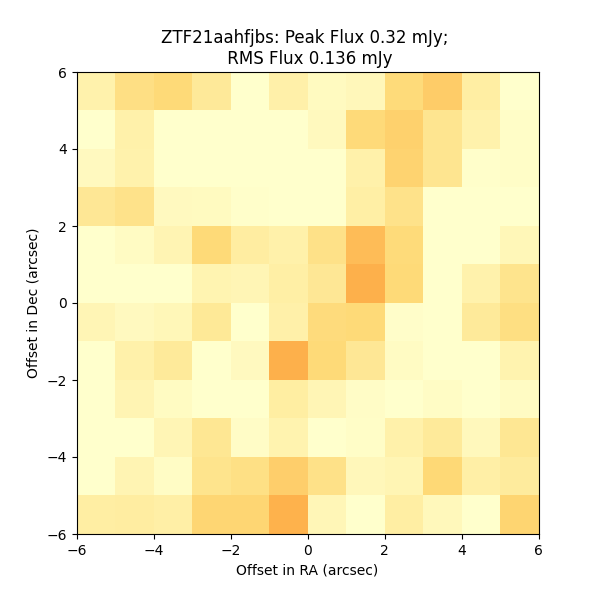 ZTF21aahfjbs: Peak Flux 0.32 mJy;
RMS Flux 0.136 mJy
6
4
2
0
−2
−4
−6
Offset in Dec (arcsec)
−6 −4 −2 0 2 4 6
Offset in RA (arcsec)